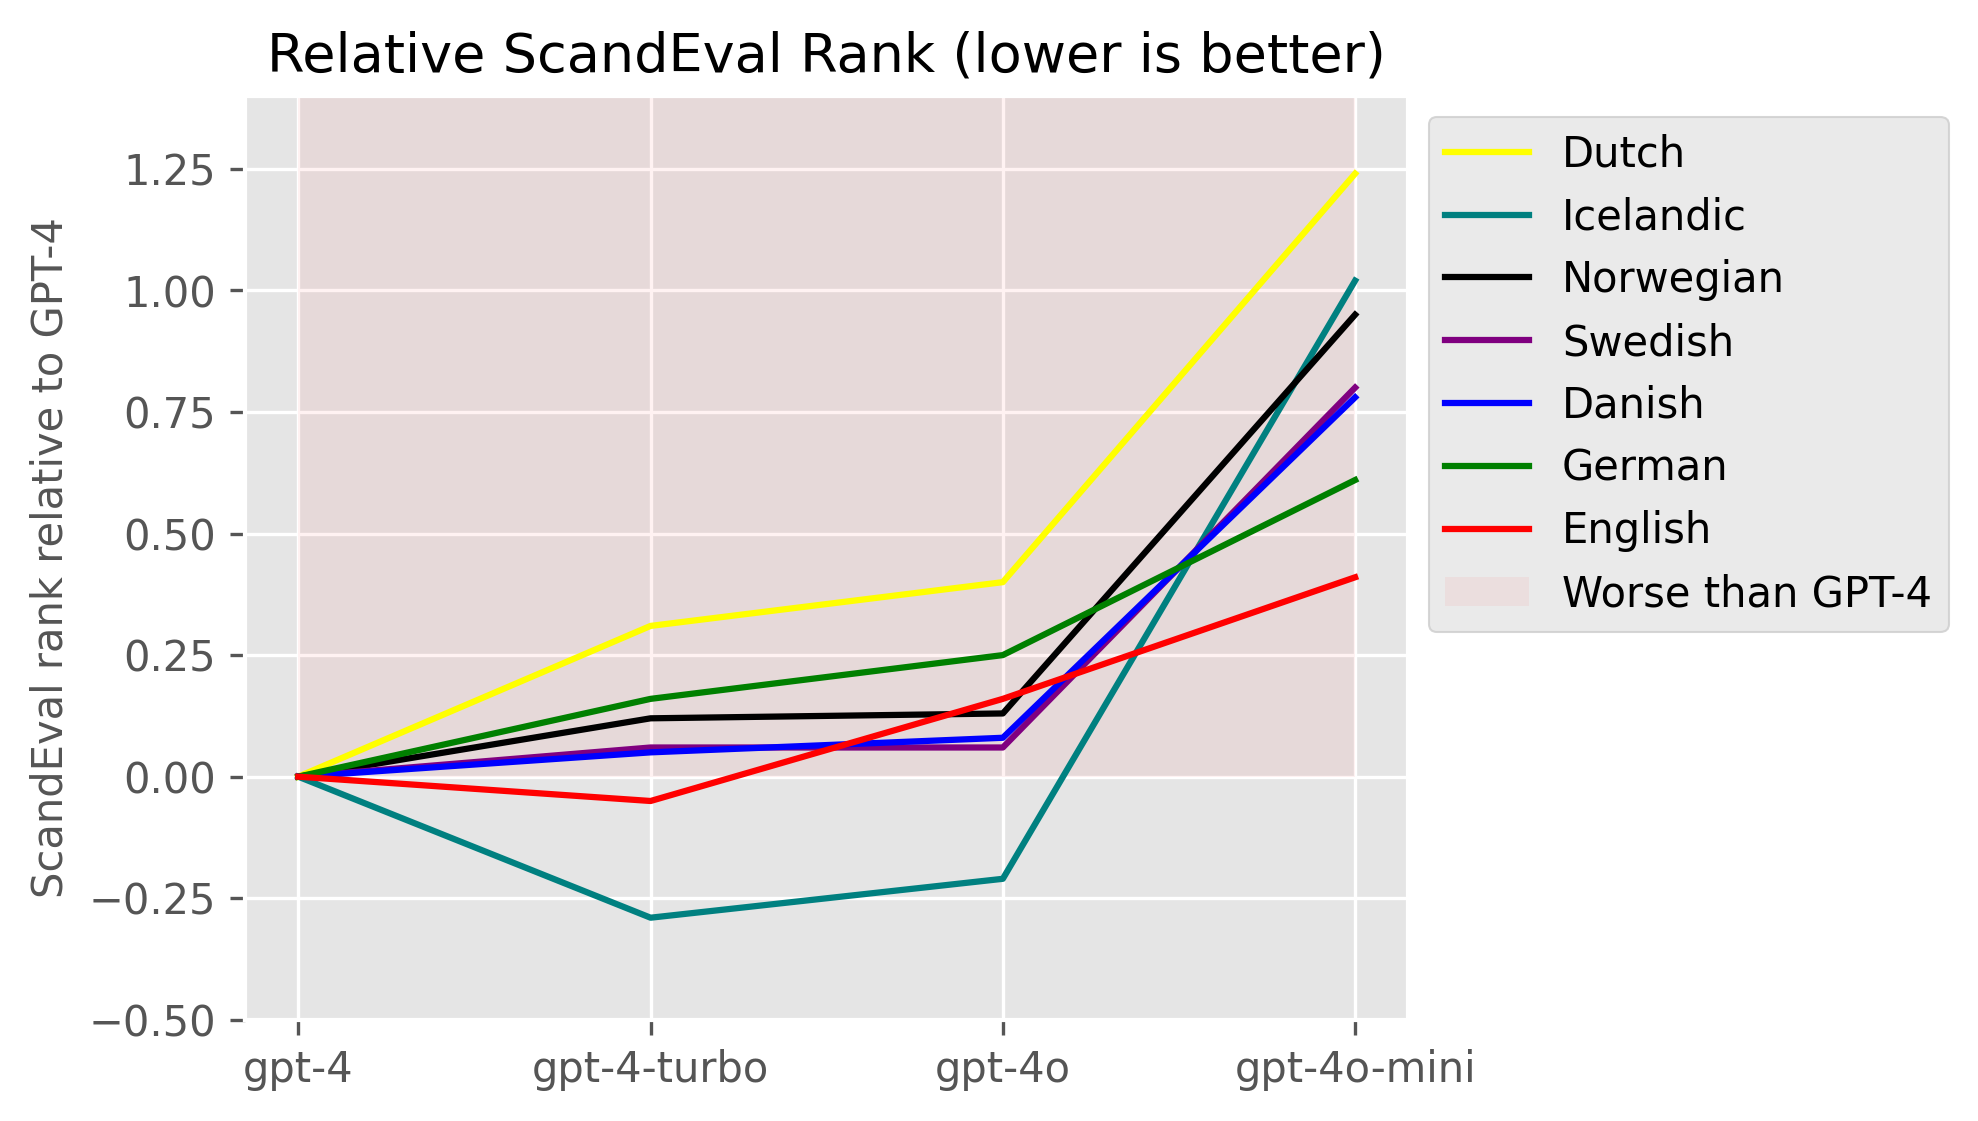 Relative ScandEval Rank (lower is better)
ScandEval rank relative to GPT-4
1.25
1.00
0.75
0.50
0.25
0.00
−0.25
−0.50
gpt-4
gpt-4-turbo
gpt-4o
gpt-4o-mini
Dutch
Icelandic
Norwegian
Swedish
Danish
German
English
Worse than GPT-4